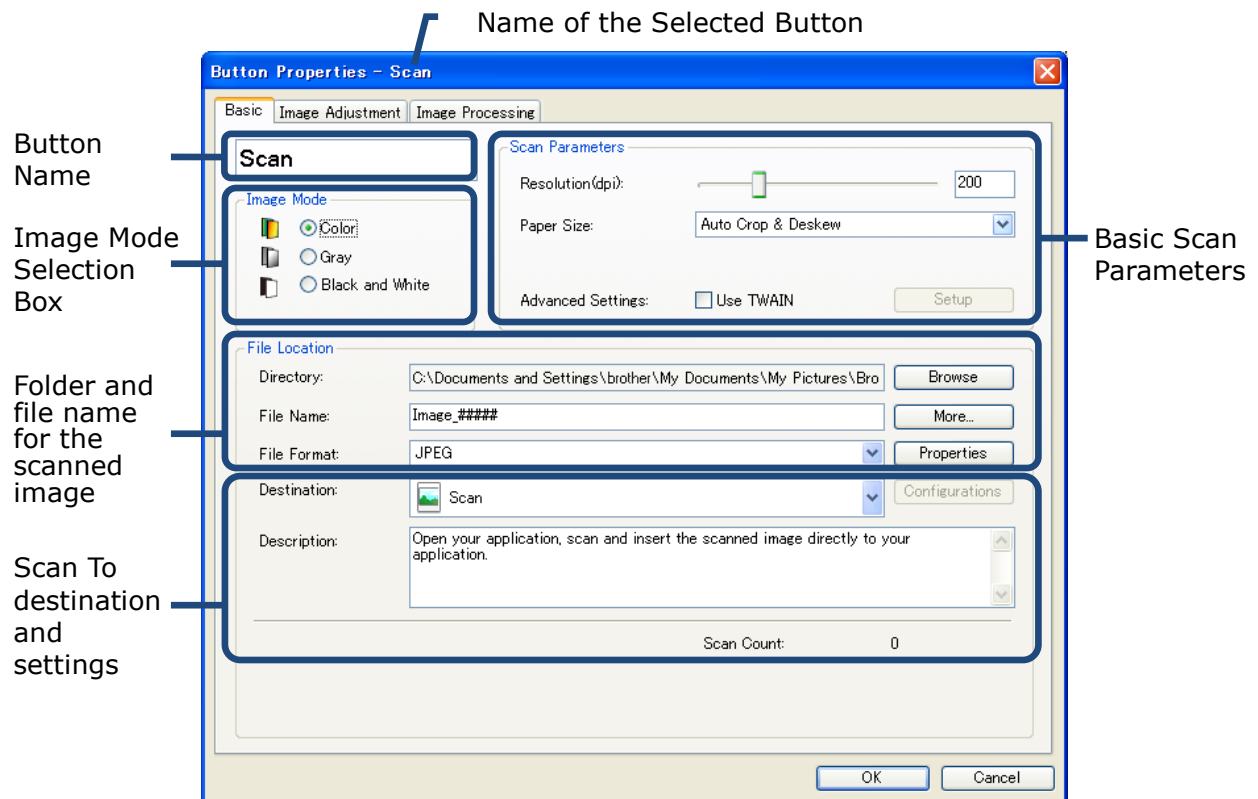 Name of the Selected Button
Button Properties - Scan
Basic
Image Adjustment
Image Processing
Button
Name
Scan
Image Mode
Selection
Box
Image Mode
Color
Gray
Black and White
Scan Parameters
Resolution(dpi):
200
Paper Size:
Auto Crop & Deskew
Advanced Settings:
Use TWAIN
Setup
Basic Scan
Parameters
Folder and
file name
for the
scanned
image
File Location
Directory:
C:\Documents and Settings\brother\My Documents\My Pictures\Bro
Browse
File Name:
Image_#####
More...
File Format:
JPEG
Properties
Scan To
destination
and
settings
Destination:
Scan
Configurations
Description:
Open your application, scan and insert the scanned image directly to your
application.
Scan Count:
0
OK
Cancel